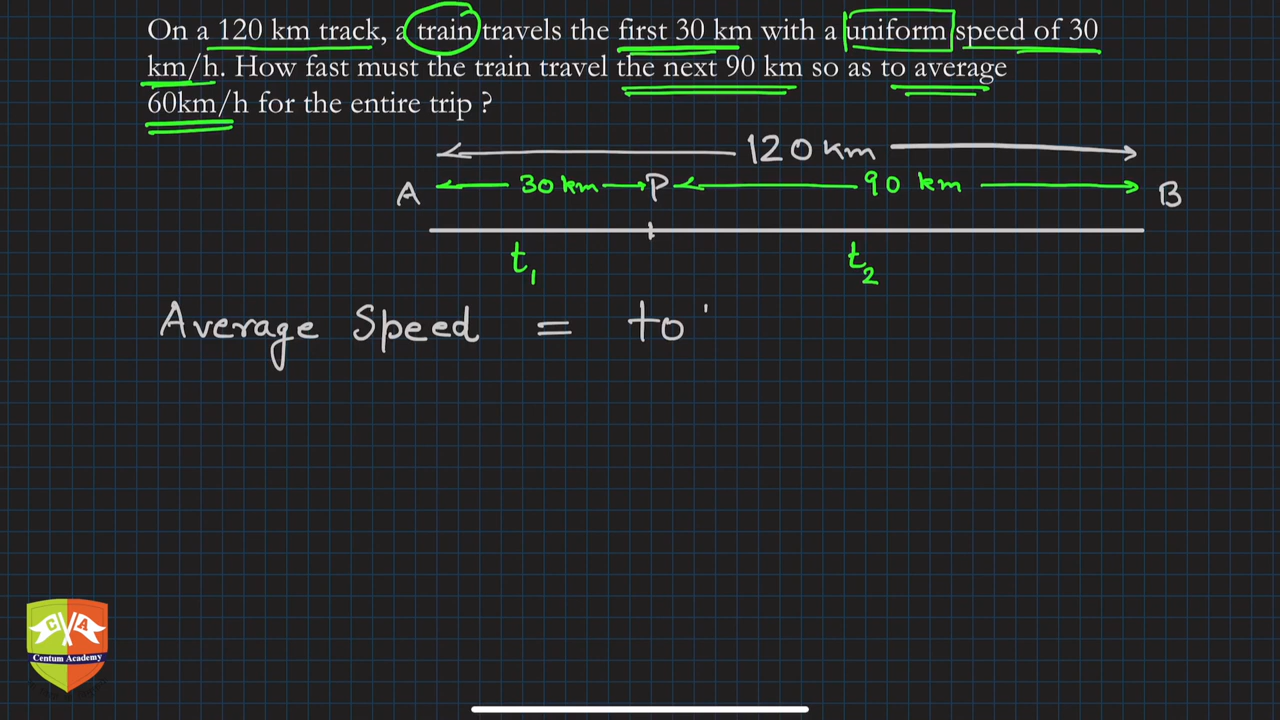 On a 120 km track, a train travels the first 30 km with a uniform speed of 30
km/h. How fast must the train travel the next 90 km so as to average
60km/h for the entire trip ?
120 km
A 30 km P 90 km B
t1 t2
Average Speed = to
C A
Centum Academy